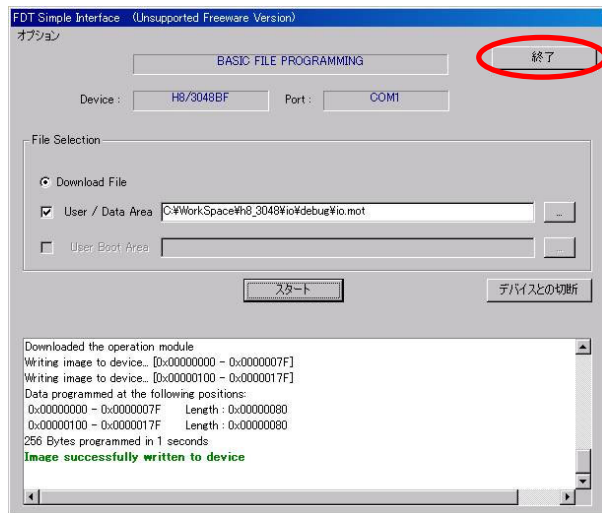 FDT Simple Interface (Unsupported Freeware Version)
オプション
BASIC FILE PROGRAMMING
終了
Device : H8/3048BF Port : COM1
File Selection
Download File
User / Data Area C:¥WorkSpace¥h8_3048¥io¥debug¥io.mot ...
User Boot Area ...
スタート デバイスとの切断
Downloaded the operation module
Writing image to device... [0x00000000 - 0x0000007F]
Writing image to device... [0x00000100 - 0x0000017F]
Data programmed at the following positions:
0x00000000 - 0x0000007F Length : 0x00000080
0x00000100 - 0x0000017F Length : 0x00000080
256 Bytes programmed in 1 seconds
Image successfully written to device